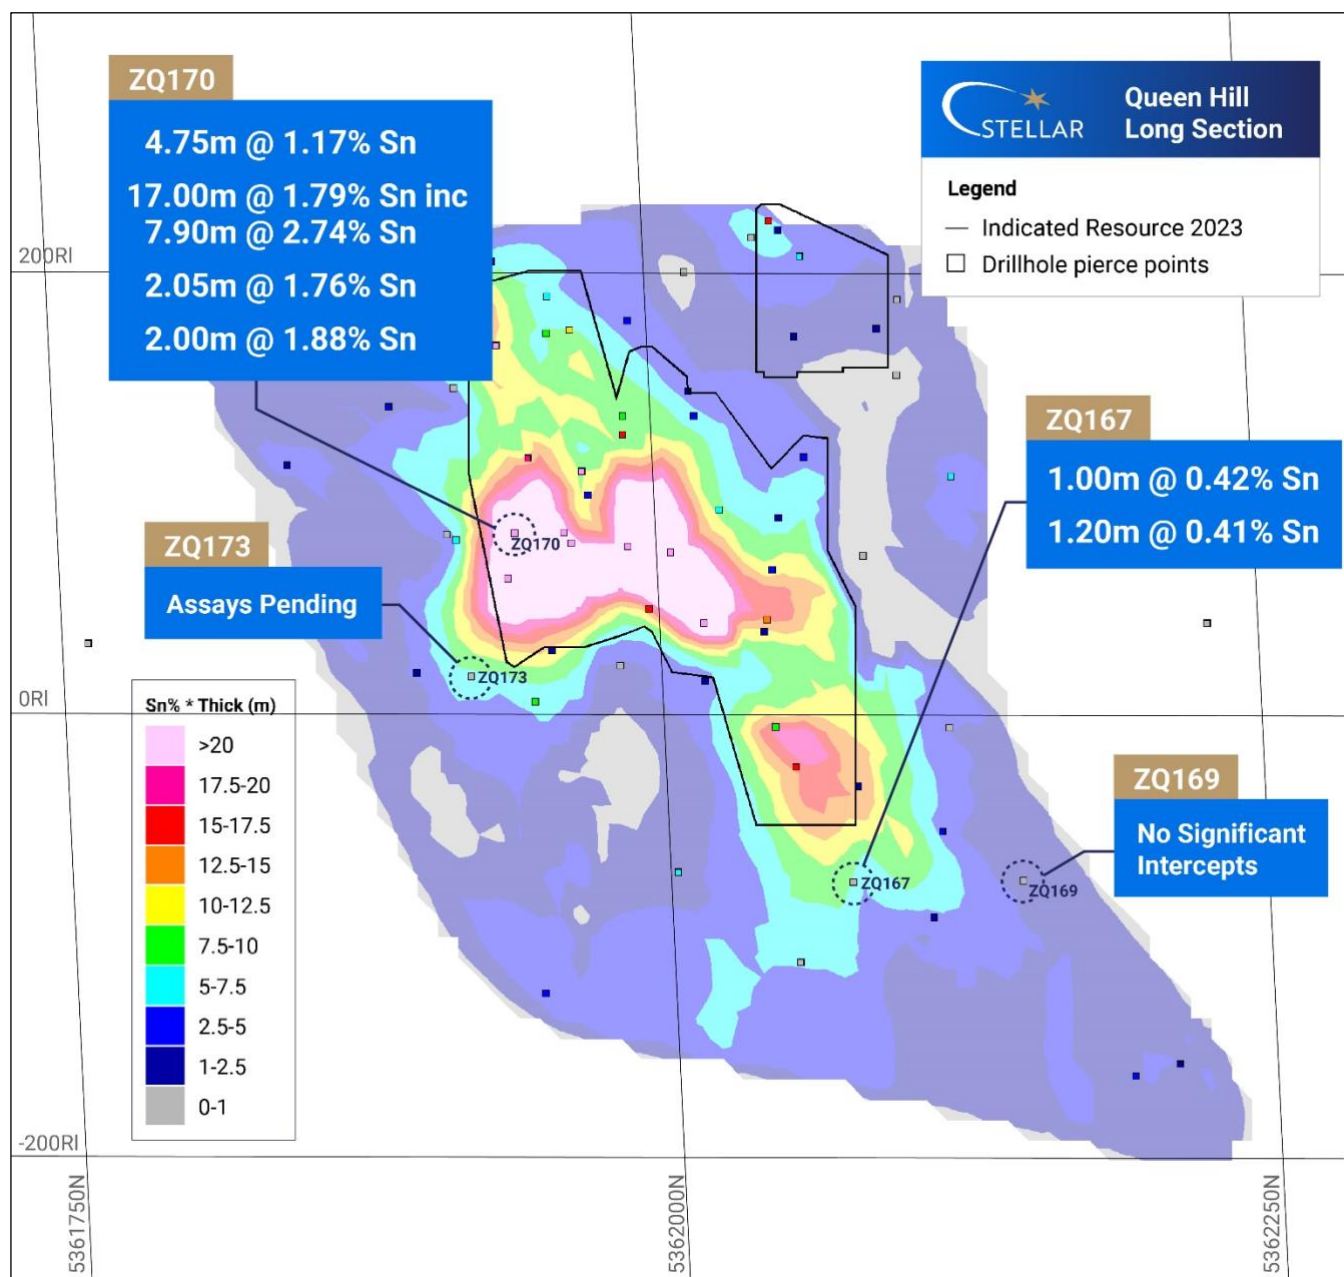 ZQ170
4.75m @ 1.17% Sn
17.00m @ 1.79% Sn inc
7.90m @ 2.74% Sn
2.05m @ 1.76% Sn
2.00m @ 1.88% Sn
STELLAR
Queen Hill
Long Section
Legend
Indicated Resource 2023
Drillhole pierce points
200Rl
ZQ167
1.00m @ 0.42% Sn
1.20m @ 0.41% Sn
ZQ170
ZQ173
Assays Pending
ZQ173
0Rl
Sn% * Thick (m)
>20
17.5-20
15-17.5
12.5-15
10-12.5
7.5-10
5-7.5
2.5-5
1-2.5
0-1
ZQ169
No Significant
Intercepts
ZQ167
ZQ169
-200Rl
5361750N
5362000N
5362250N